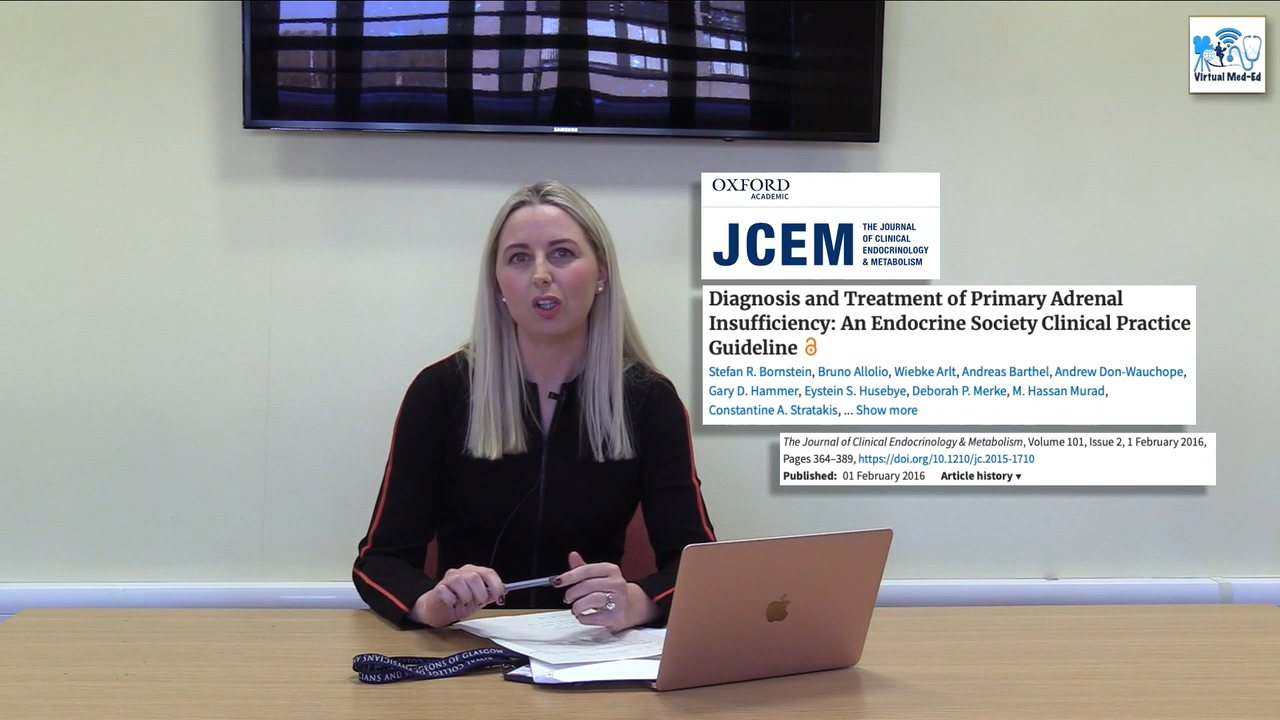 Virtual Med-Ed
SAMSUNG
OXFORD
ACADEMIC
JCEM
THE JOURNAL
OF CLINICAL
ENDOCRINOLOGY
& METABOLISM
Diagnosis and Treatment of Primary Adrenal
Insufficiency: An Endocrine Society Clinical Practice
Guideline
Stefan R. Bornstein, Bruno Allolio, Wiebke Arlt, Andreas Barthel, Andrew Don-Wauchope,
Gary D. Hammer, Eystein S. Husebye, Deborah P. Merke, M. Hassan Murad,
Constantine A. Stratakis, ... Show more
The Journal of Clinical Endocrinology & Metabolism, Volume 101, Issue 2, 1 February 2016,
Pages 364–389, https://doi.org/10.1210/jc.2015-1710
Published: 01 February 2016 Article history ▾
OF GLASGOW